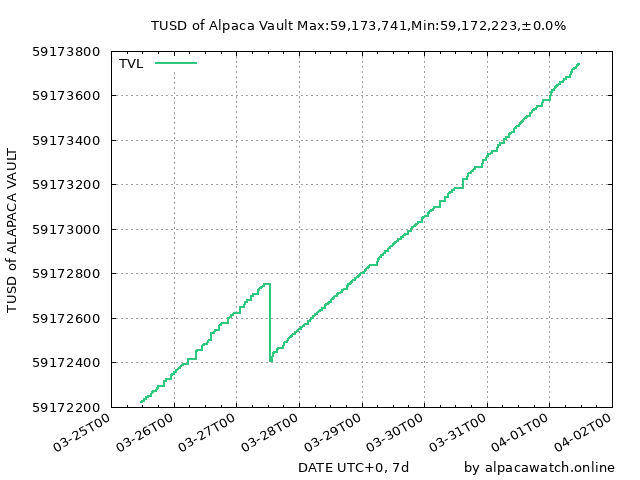 TUSD of Alpaca Vault Max:59,173,741,Min:59,172,223,±0.0%
TVL
59173800
59173600
59173400
59173200
59173000
59172800
59172600
59172400
59172200
TUSD of ALAPACA VAULT
03-25T00
03-26T00
03-27T00
03-28T00
03-29T00
03-30T00
03-31T00
04-01T00
04-02T00
DATE UTC+0, 7d
by alpacawatch.online